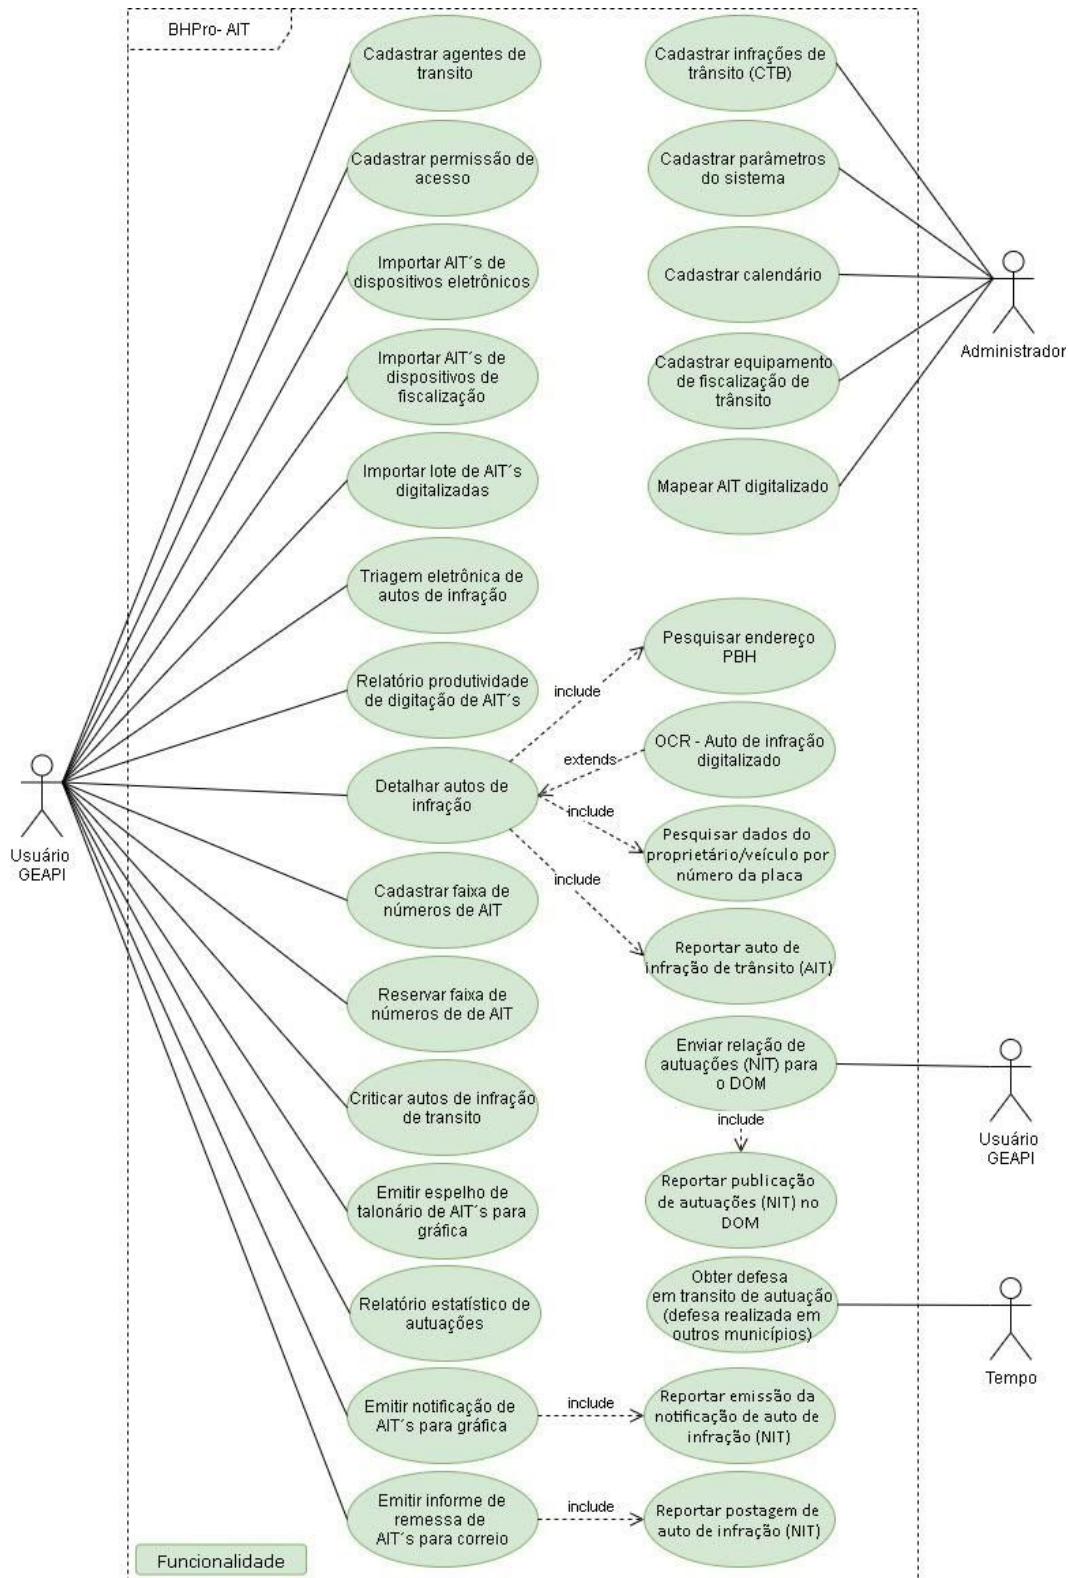 BHPro- AIT
Cadastrar agentes de
transito
Cadastrar permissão de
acesso
Importar AIT´s de
dispositivos eletrônicos
Importar AIT´s de
dispositivos de
fiscalização
Importar lote de AIT´s
digitalizadas
Triagem eletrônica de
autos de infração
Relatório produtividade
de digitação de AIT´s
Detalhar autos de
infração
Cadastrar faixa de
números de AIT
Reservar faixa de
números de de AIT
Criticar autos de infração
de transito
Emitir espelho de
talonário de AIT´s para
gráfica
Relatório estatístico de
autuações
Emitir notificação de
AIT´s para gráfica
Emitir informe de
remessa de
AIT´s para correio
Usuário
GEAPI
Cadastrar infrações de
trânsito (CTB)
Cadastrar parâmetros
do sistema
Cadastrar calendário
Cadastrar equipamento
de fiscalização de
trânsito
Mapear AIT digitalizado
Administrador
include
extends
include
include
Pesquisar endereço
PBH
OCR - Auto de infração
digitalizado
Pesquisar dados do
proprietário/veículo por
número da placa
Reportar auto de
infração de trânsito (AIT)
Enviar relação de
autuações (NIT) para
o DOM
include
Usuário
GEAPI
Reportar publicação
de autuações (NIT) no
DOM
Obter defesa
em transito de autuação
(defesa realizada em
outros municípios)
Tempo
include
Reportar emissão da
notificação de auto de
infração (NIT)
include
Reportar postagem de
auto de infração (NIT)
Funcionalidade